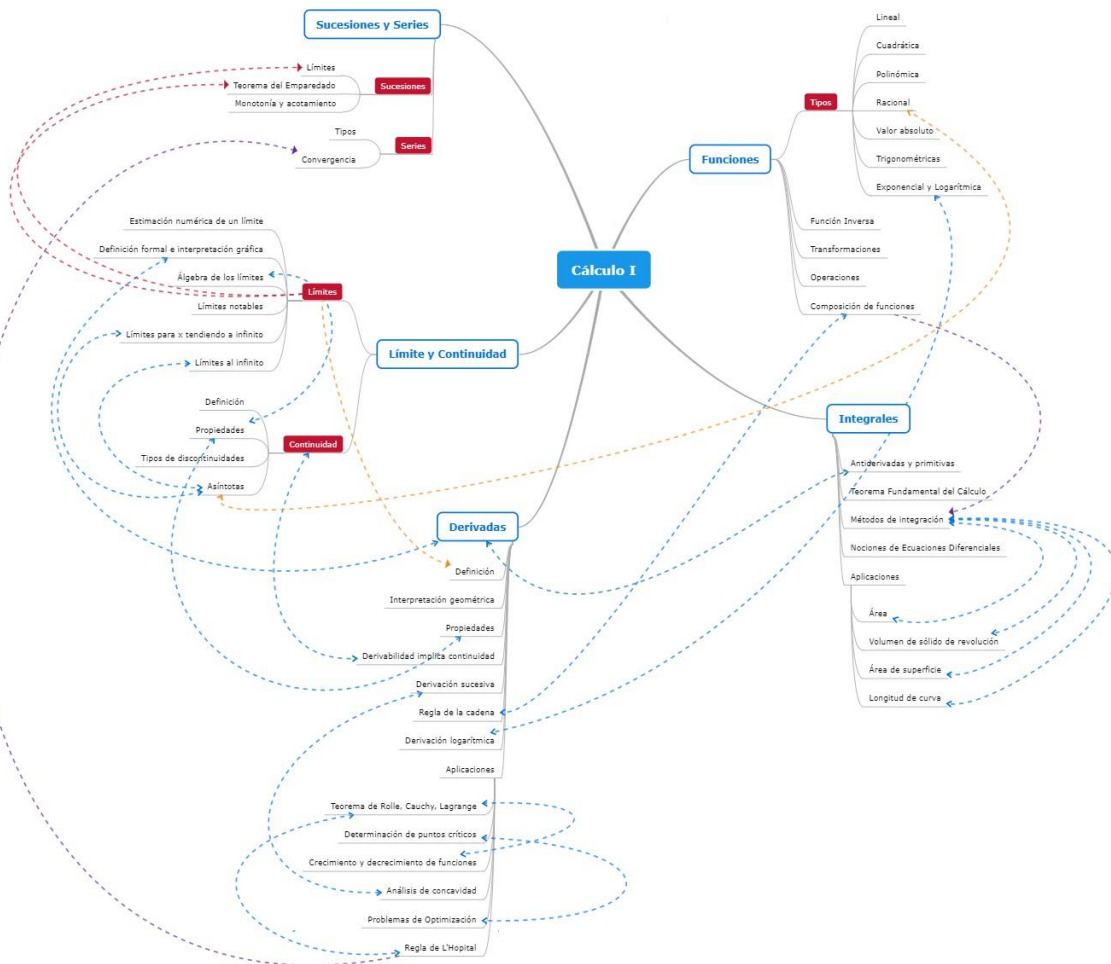 Cálculo I
Sucesiones y Series
Sucesiones
Límites
Teorema del Emparedado
Monotonía y acotamiento
Series
Tipos
Convergencia
Límite y Continuidad
Límites
Estimación numérica de un límite
Definición formal e interpretación gráfica
Álgebra de los límites
Límites notables
Límites para x tendiendo a infinito
Límites al infinito
Continuidad
Definición
Propiedades
Tipos de discontinuidades
Asíntotas
Derivadas
Definición
Interpretación geométrica
Propiedades
Derivabilidad implica continuidad
Derivación sucesiva
Regla de la cadena
Derivación logarítmica
Aplicaciones
Teorema de Rolle, Cauchy, Lagrange
Determinación de puntos críticos
Crecimiento y decrecimiento de funciones
Análisis de concavidad
Problemas de Optimización
Regla de L'Hopital
Funciones
Tipos
Lineal
Cuadrática
Polinómica
Racional
Valor absoluto
Trigonométricas
Exponencial y Logarítmica
Función Inversa
Transformaciones
Operaciones
Composición de funciones
Integrales
Antiderivadas y primitivas
Teorema Fundamental del Cálculo
Métodos de integración
Nociones de Ecuaciones Diferenciales
Aplicaciones
Área
Volumen de sólido de revolución
Área de superficie
Longitud de curva